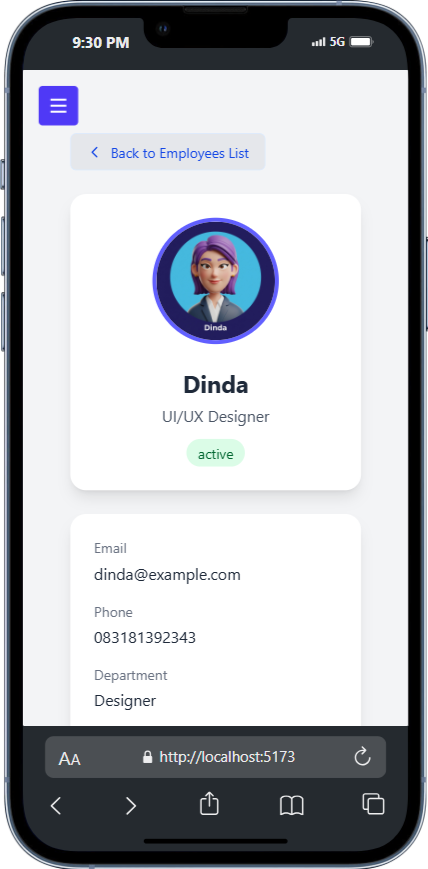 9:30 PM
5G
Back to Employees List
Dinda
Dinda
UI/UX Designer
active
Email
dinda@example.com
Phone
083181392343
Department
Designer
AA
http://localhost:5173